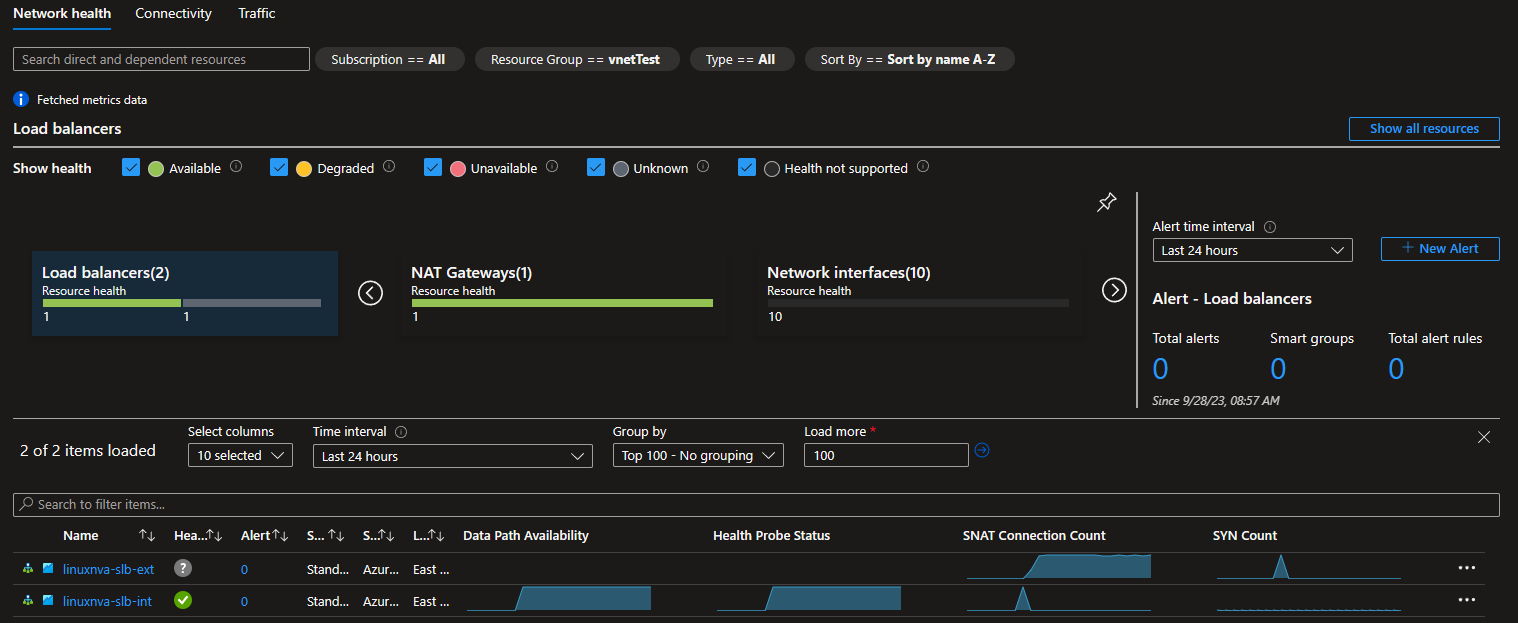 Network health Connectivity Traffic
Search direct and dependent resources Subscription == All Resource Group == vnetTest Type == All Sort By == Sort by name A-Z
Fetched metrics data
Load balancers Show all resources
Show health Available Degraded Unavailable Unknown Health not supported
Alert time interval
Last 24 hours + New Alert
Load balancers(2) NAT Gateways(1) Network interfaces(10)
Resource health Resource health Resource health
1 1 1 10
Alert - Load balancers
Total alerts Smart groups Total alert rules
0 0 0
Since 9/28/23, 08:57 AM
2 of 2 items loaded
Select columns Time interval Group by Load more *
10 selected Last 24 hours Top 100 - No grouping 100
Search to filter items...
Name Hea... Alert S... S... L... Data Path Availability Health Probe Status SNAT Connection Count SYN Count
linuxnva-slb-ext ? 0 Stand... Azur... East ...
linuxnva-slb-int 0 Stand... Azur... East ...